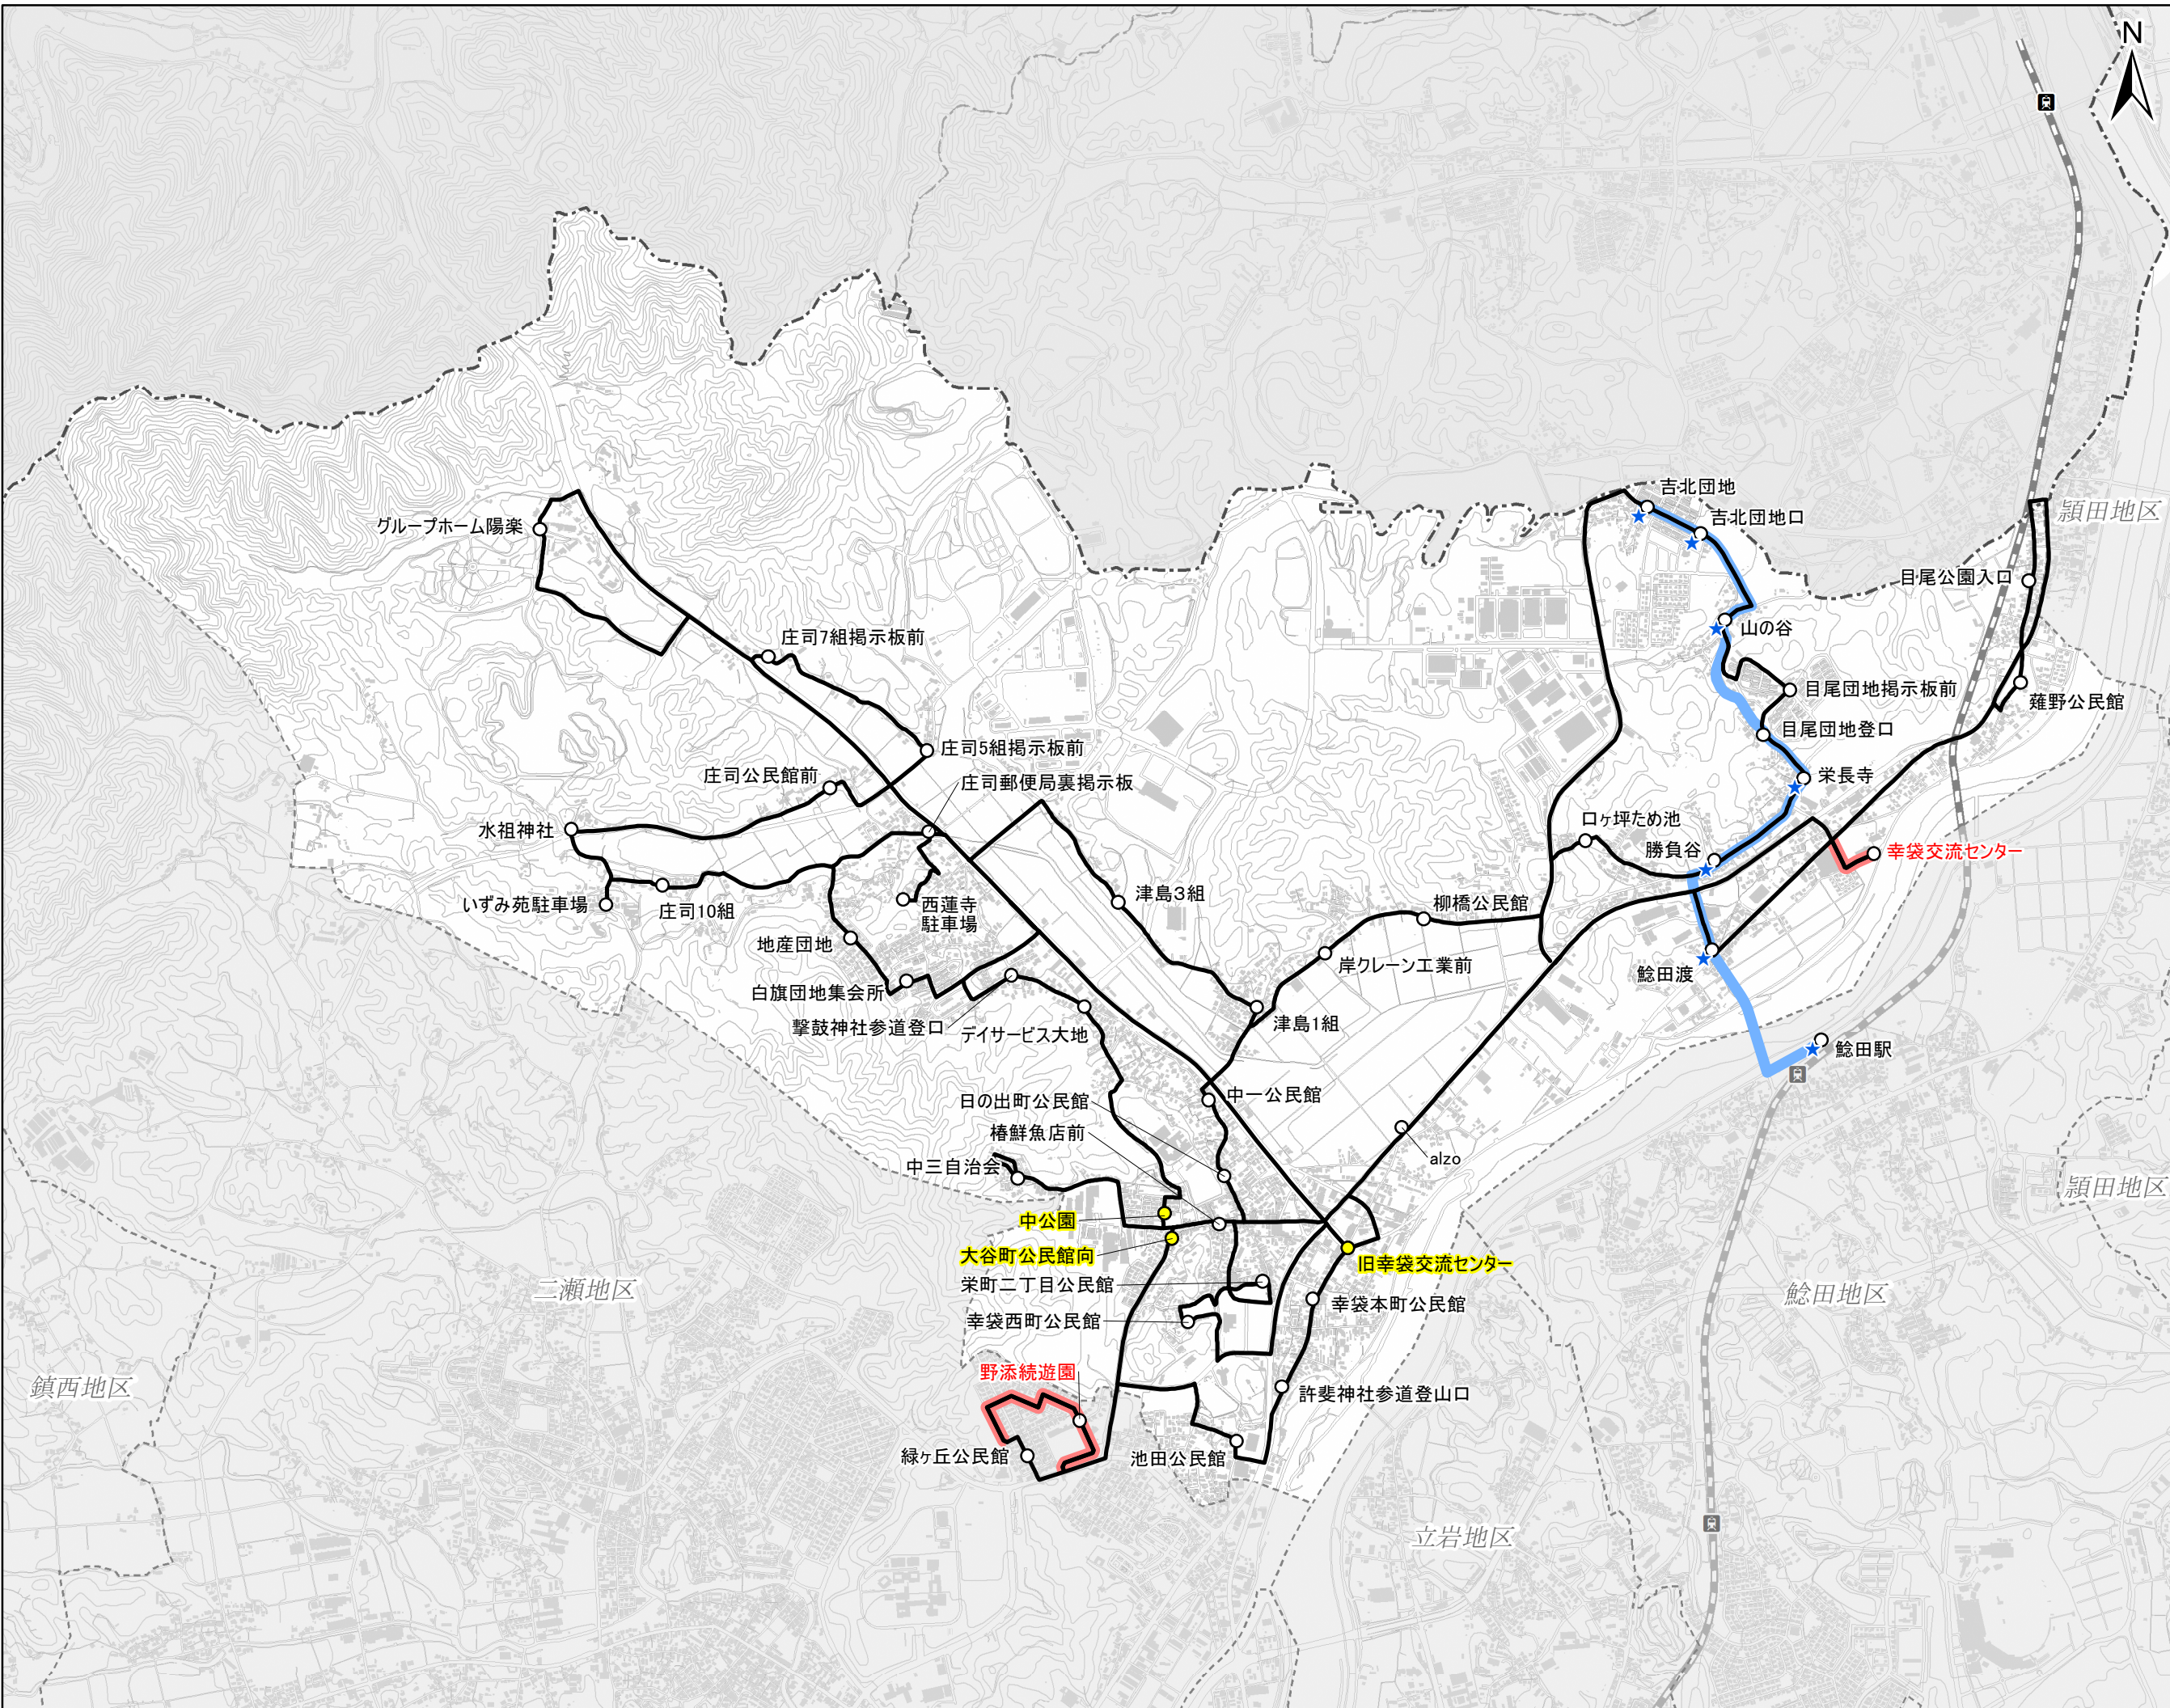 N
吉北団地
頴田地区
吉北団地口
グループホーム陽楽
目尾公園入口
山の谷
庄司7組掲示板前
目尾団地掲示板前
薙野公民館
目尾団地登口
庄司5組掲示板前
庄司公民館前
栄長寺
庄司郵便局裏掲示板
口ヶ坪ため池
水祖神社
勝負谷
幸袋交流センター
津島3組
いずみ苑駐車場
庄司10組
西蓮寺
駐車場
柳橋公民館
地産団地
岸クレーン工業前
鯰田渡
白旗団地集会所
撃鼓神社参道登口
デイサービス大地
津島1組
鯰田駅
中一公民館
日の出町公民館
椿鮮魚店前
alzo
中三自治会
頴田地区
中公園
大谷町公民館向
旧幸袋交流センター
栄町二丁目公民館
二瀬地区
鯰田地区
幸袋本町公民館
幸袋西町公民館
野添続遊園
鎮西地区
許斐神社参道登山口
緑ヶ丘公民館
池田公民館
立岩地区